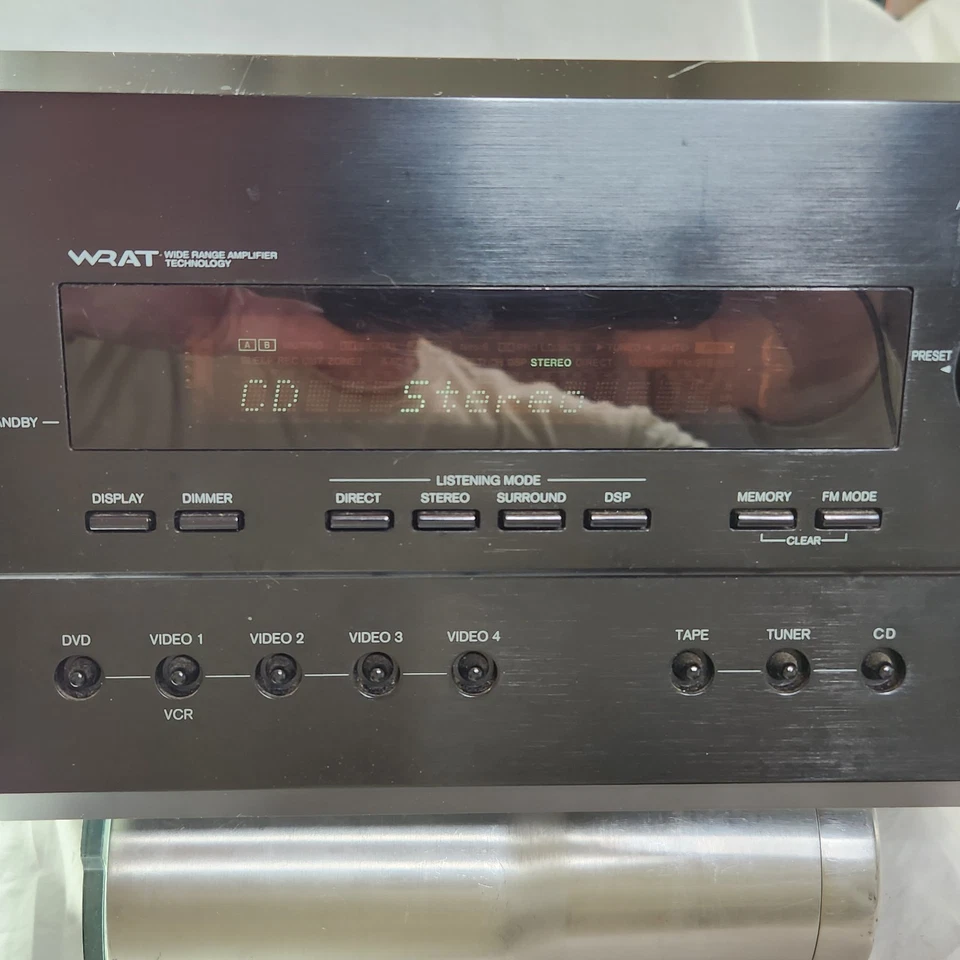 WRAT WIDE RANGE AMPLIFIER
TECHNOLOGY
PRESET
A B
STEREO
CD Stereo
ANDBY
LISTENING MODE
DISPLAY DIMMER DIRECT STEREO SURROUND DSP MEMORY FM MODE
CLEAR
DVD VIDEO 1 VIDEO 2 VIDEO 3 VIDEO 4 TAPE TUNER CD
VCR